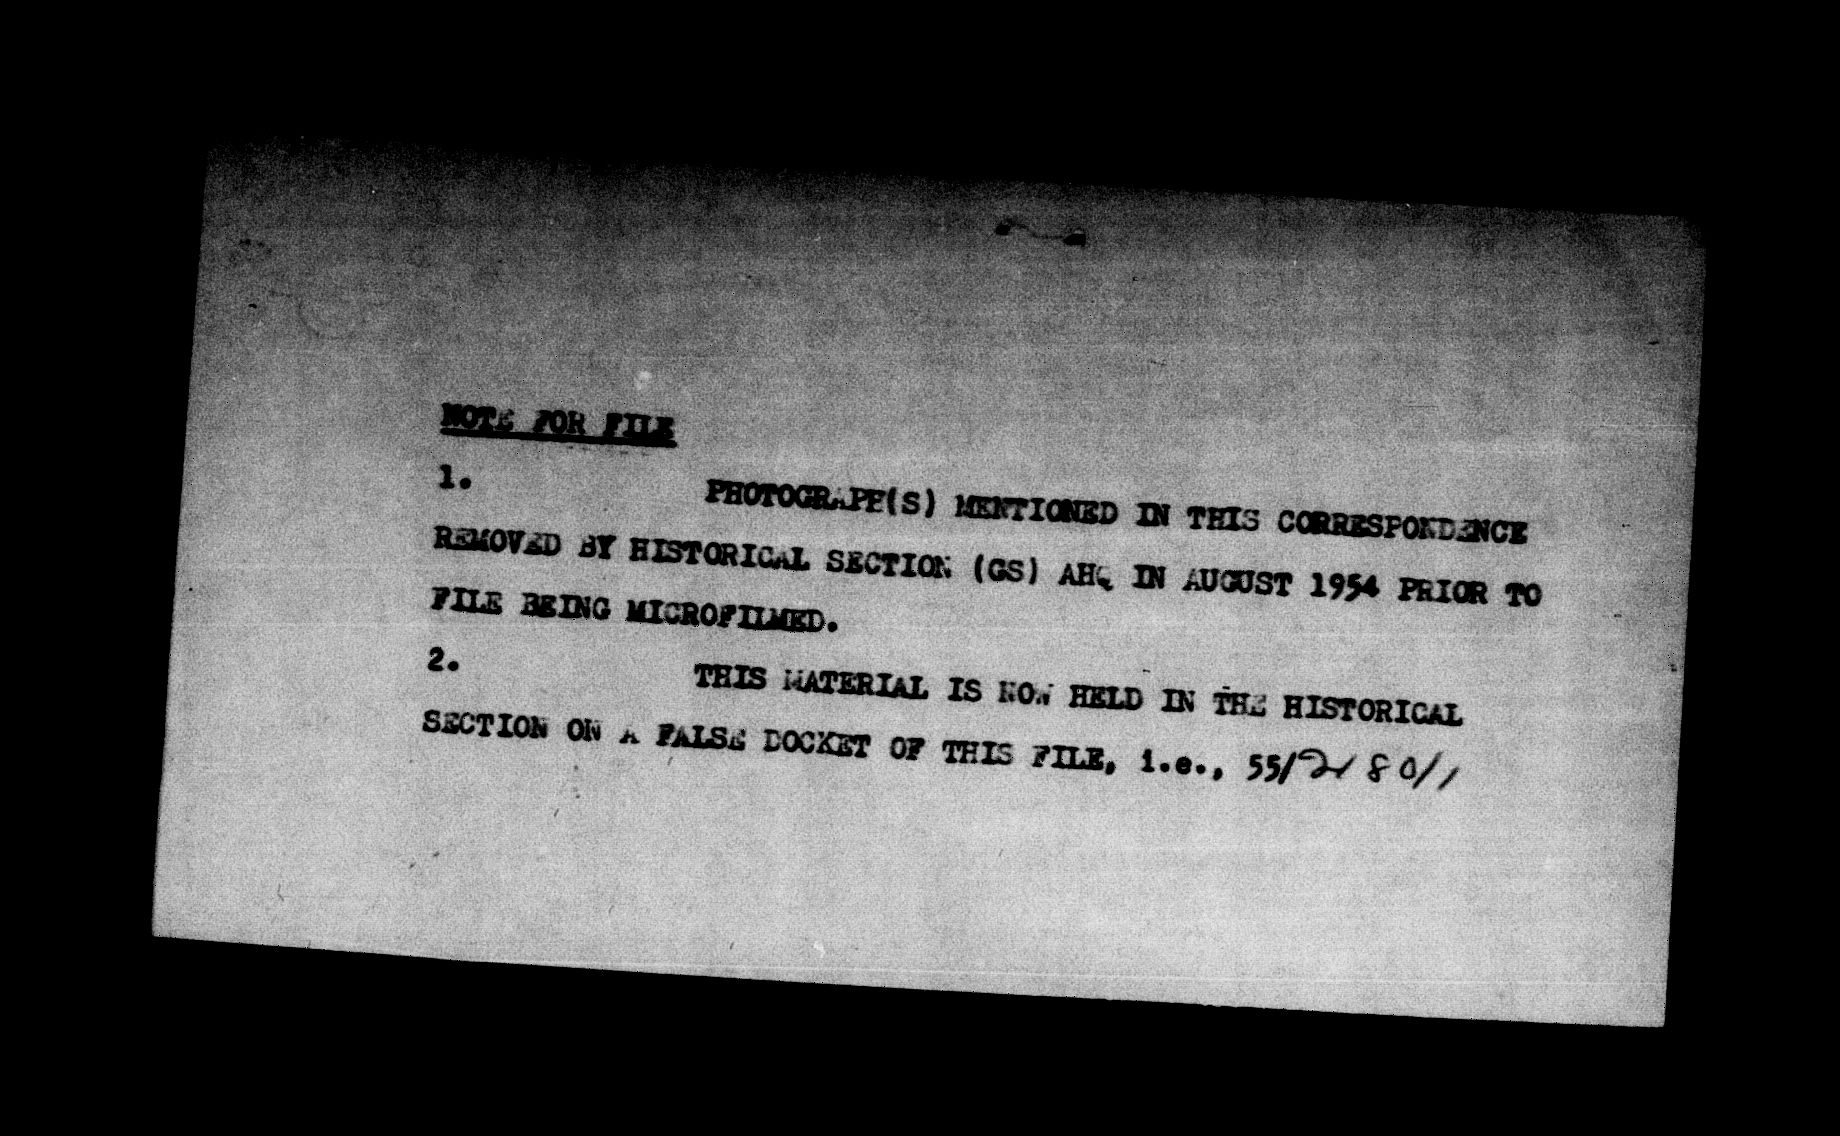 NOTE FOR FILE
1. PHOTOGRAPH(S) MENTIONED IN THIS CORRESPONDENCE
REMOVED BY HISTORICAL SECTION (GS) AHQ IN AUGUST 1954 PRIOR TO
FILE BEING MICROFILMED.
2. THIS MATERIAL IS NOW HELD IN THE HISTORICAL
SECTION ON A FALSE DOCKET OF THIS FILE, i.e., 55/2180/1